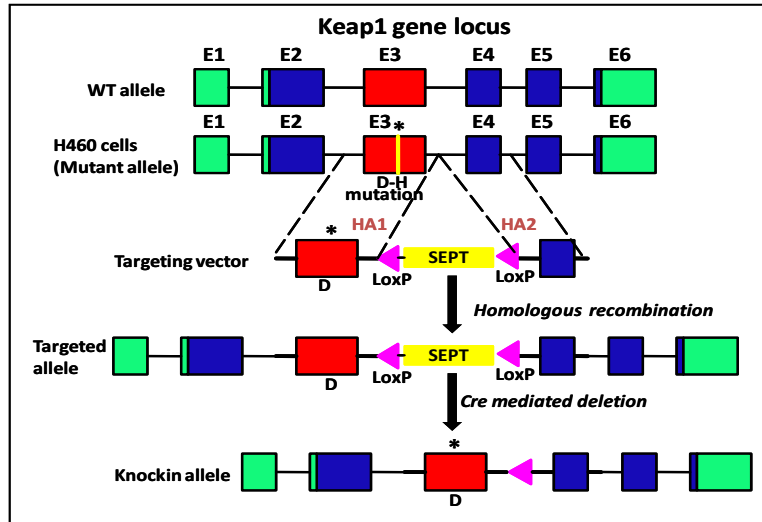 Keap1 gene locus
E1 E2 E3 E4 E5 E6
WT allele
E1 E2 E3 * E4 E5 E6
H460 cells
(Mutant allele)
D-H
mutation
HA1 HA2
*
Targeting vector SEPT
D LoxP LoxP
Homologous recombination
Targeted
allele
SEPT
D LoxP LoxP
Cre mediated deletion
*
Knockin allele
D